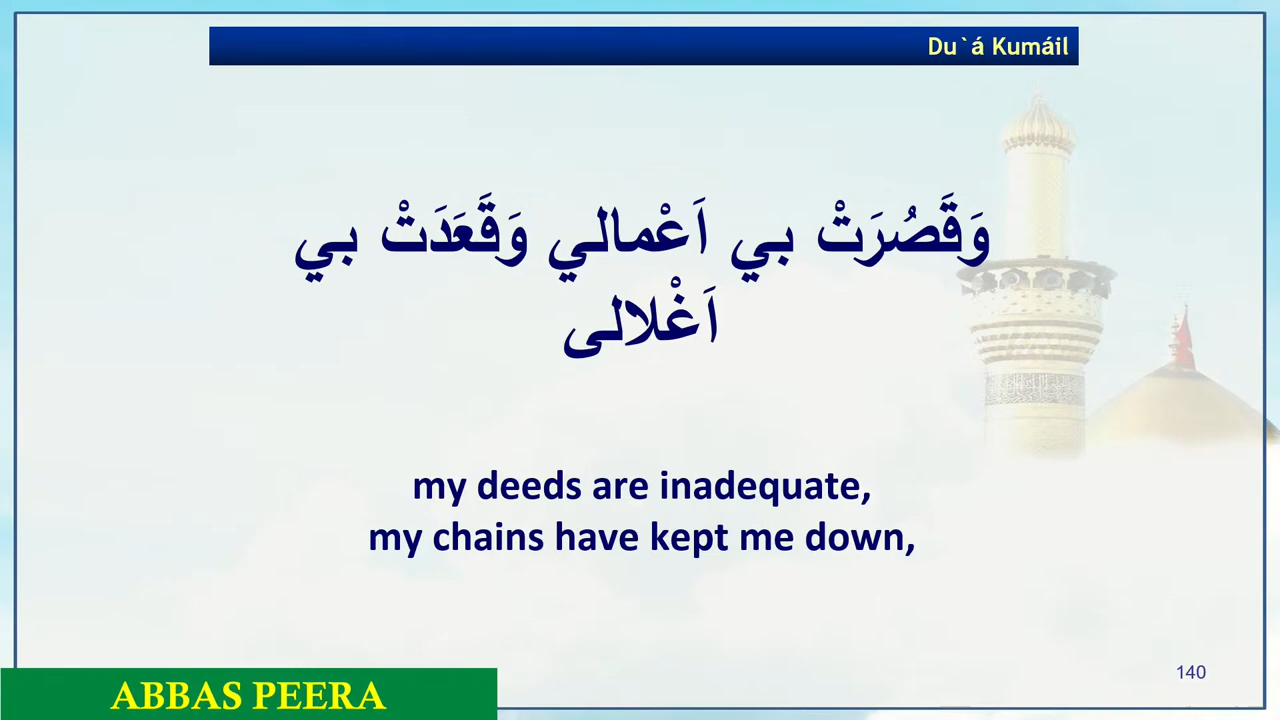 Du`á Kumáil
وَقَصُرَتْ بي اَعْمالي وَقَعَدَتْ بي
اَغْلالى
my deeds are inadequate,
my chains have kept me down,
140
ABBAS PEERA